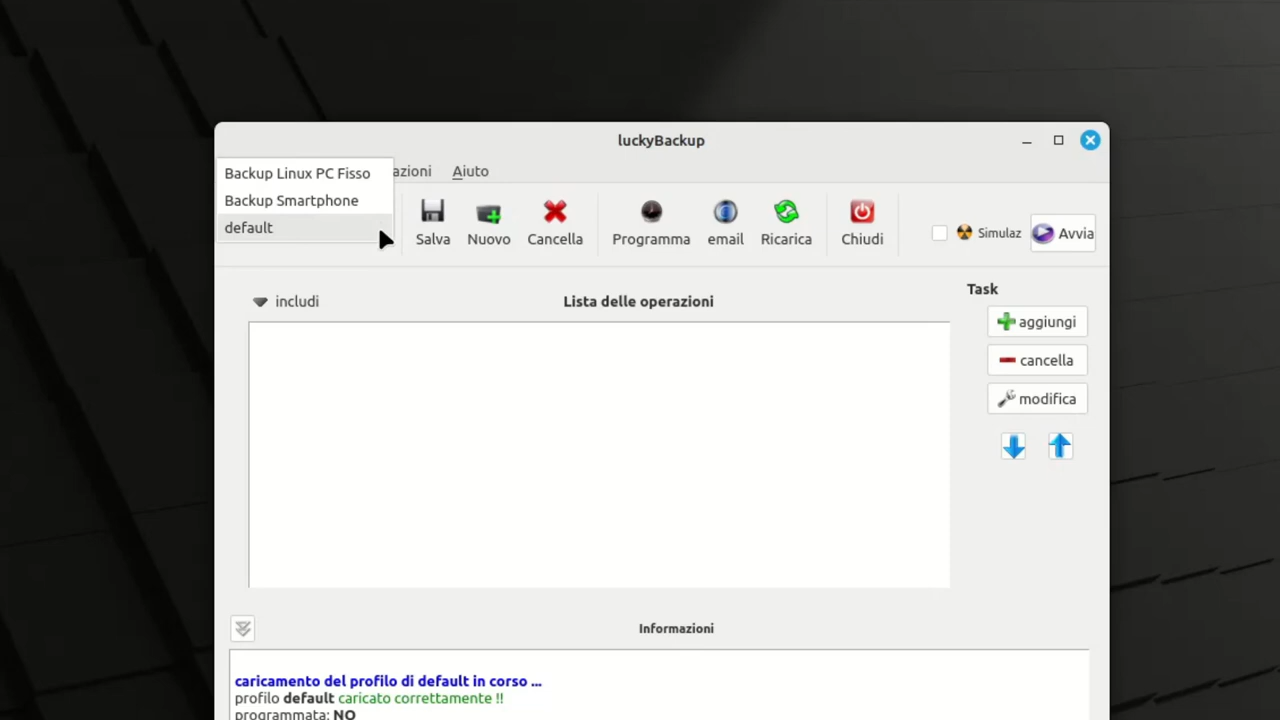 luckyBackup
azioni Aiuto
Backup Linux PC Fisso
Backup Smartphone
default
Salva Nuovo Cancella Programma email Ricarica Chiudi Simulaz Avvia
includi Lista delle operazioni Task
aggiungi
cancella
modifica
Informazioni
caricamento del profilo di default in corso ...
profilo default caricato correttamente !!
programmata: NO